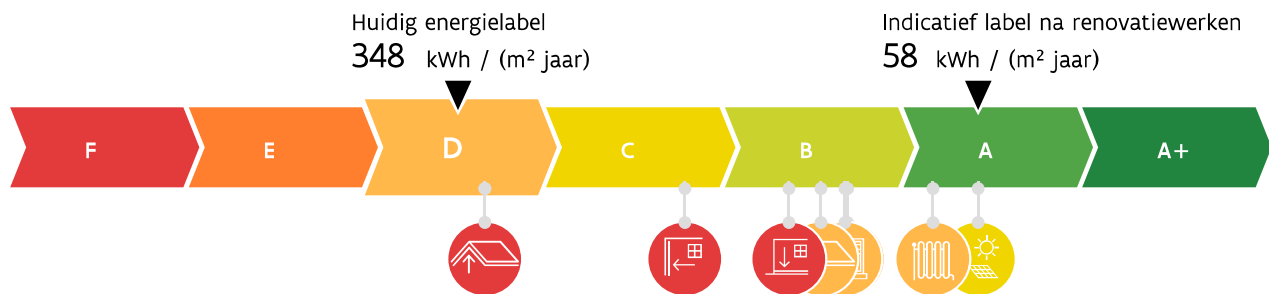 Huidig energielabel
348 kWh / (m² jaar)
Indicatief label na renovatiewerken
58 kWh / (m² jaar)
F E D C B A A+